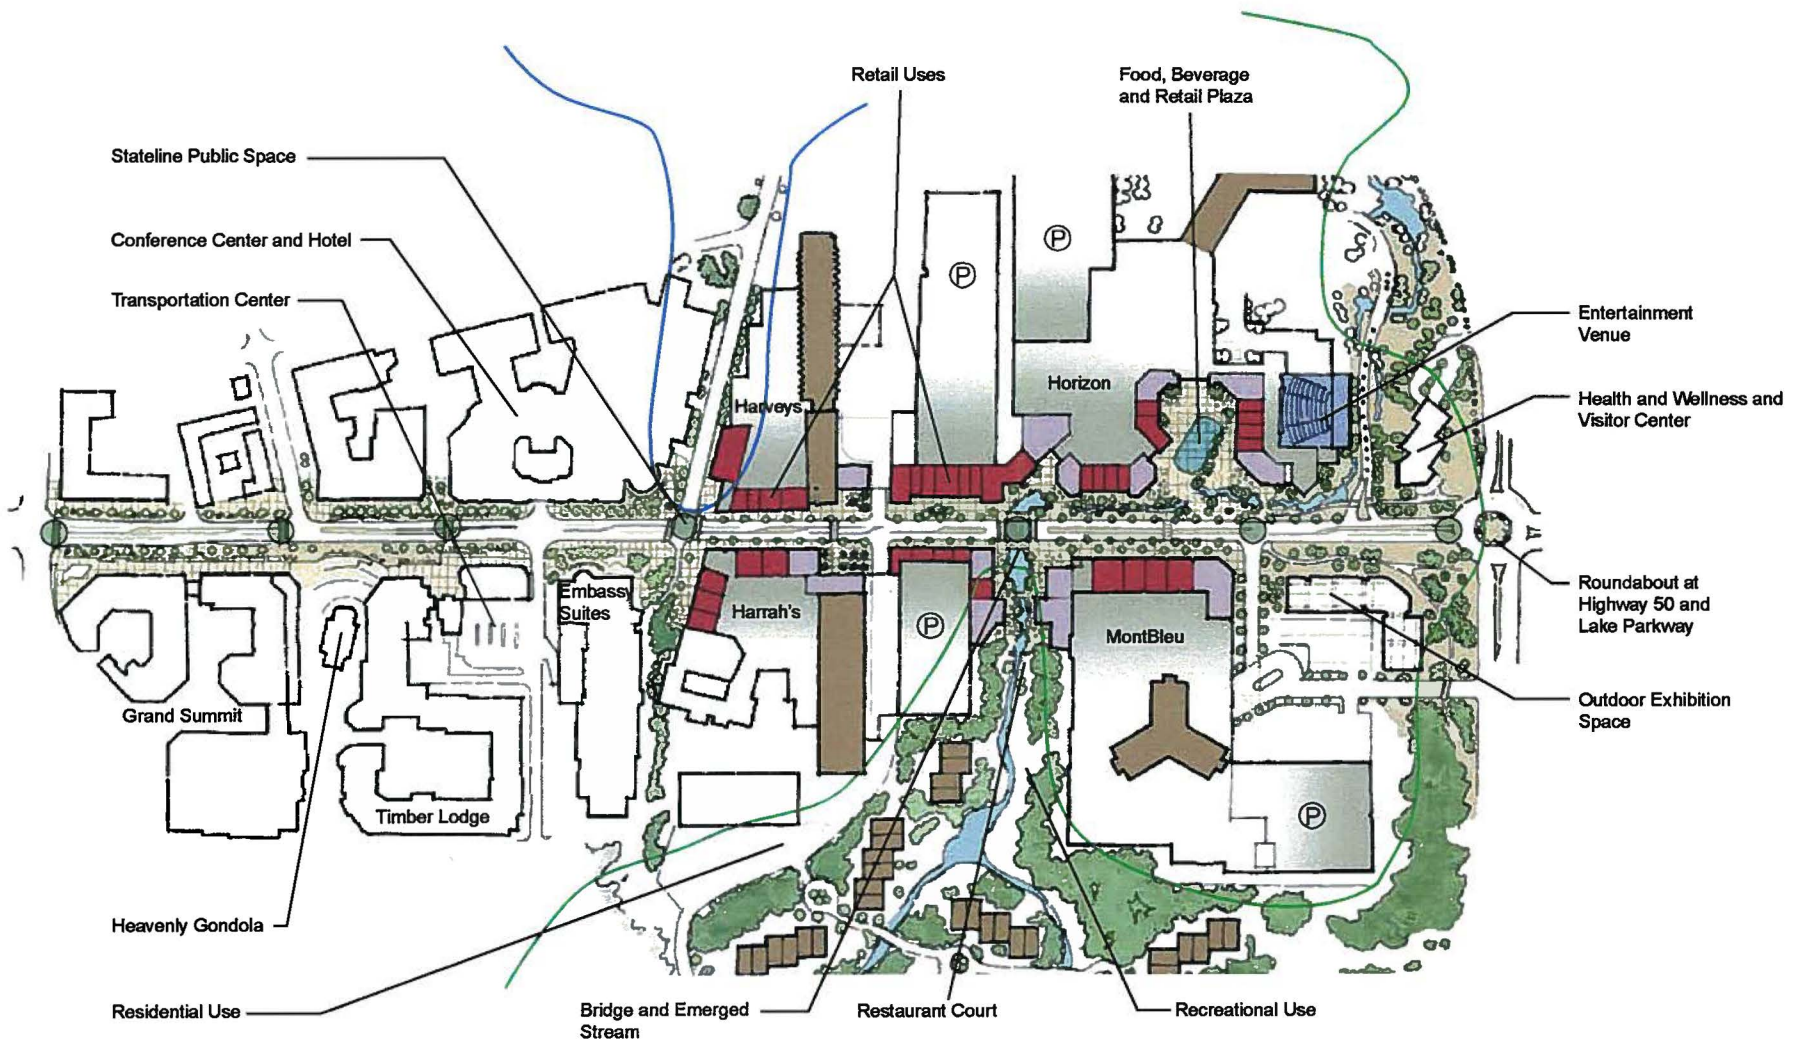 Retail Uses
Food, Beverage
and Retail Plaza
Stateline Public Space
Conference Center and Hotel
Transportation Center
P
P
Entertainment
Venue
Horizon
Harveys
Health and Wellness and
Visitor Center
Embassy
Suites
Harrah's
P
MontBleu
Roundabout at
Highway 50 and
Lake Parkway
Outdoor Exhibition
Space
Grand Summit
Timber Lodge
P
Heavenly Gondola
Residential Use
Bridge and Emerged
Stream
Restaurant Court
Recreational Use